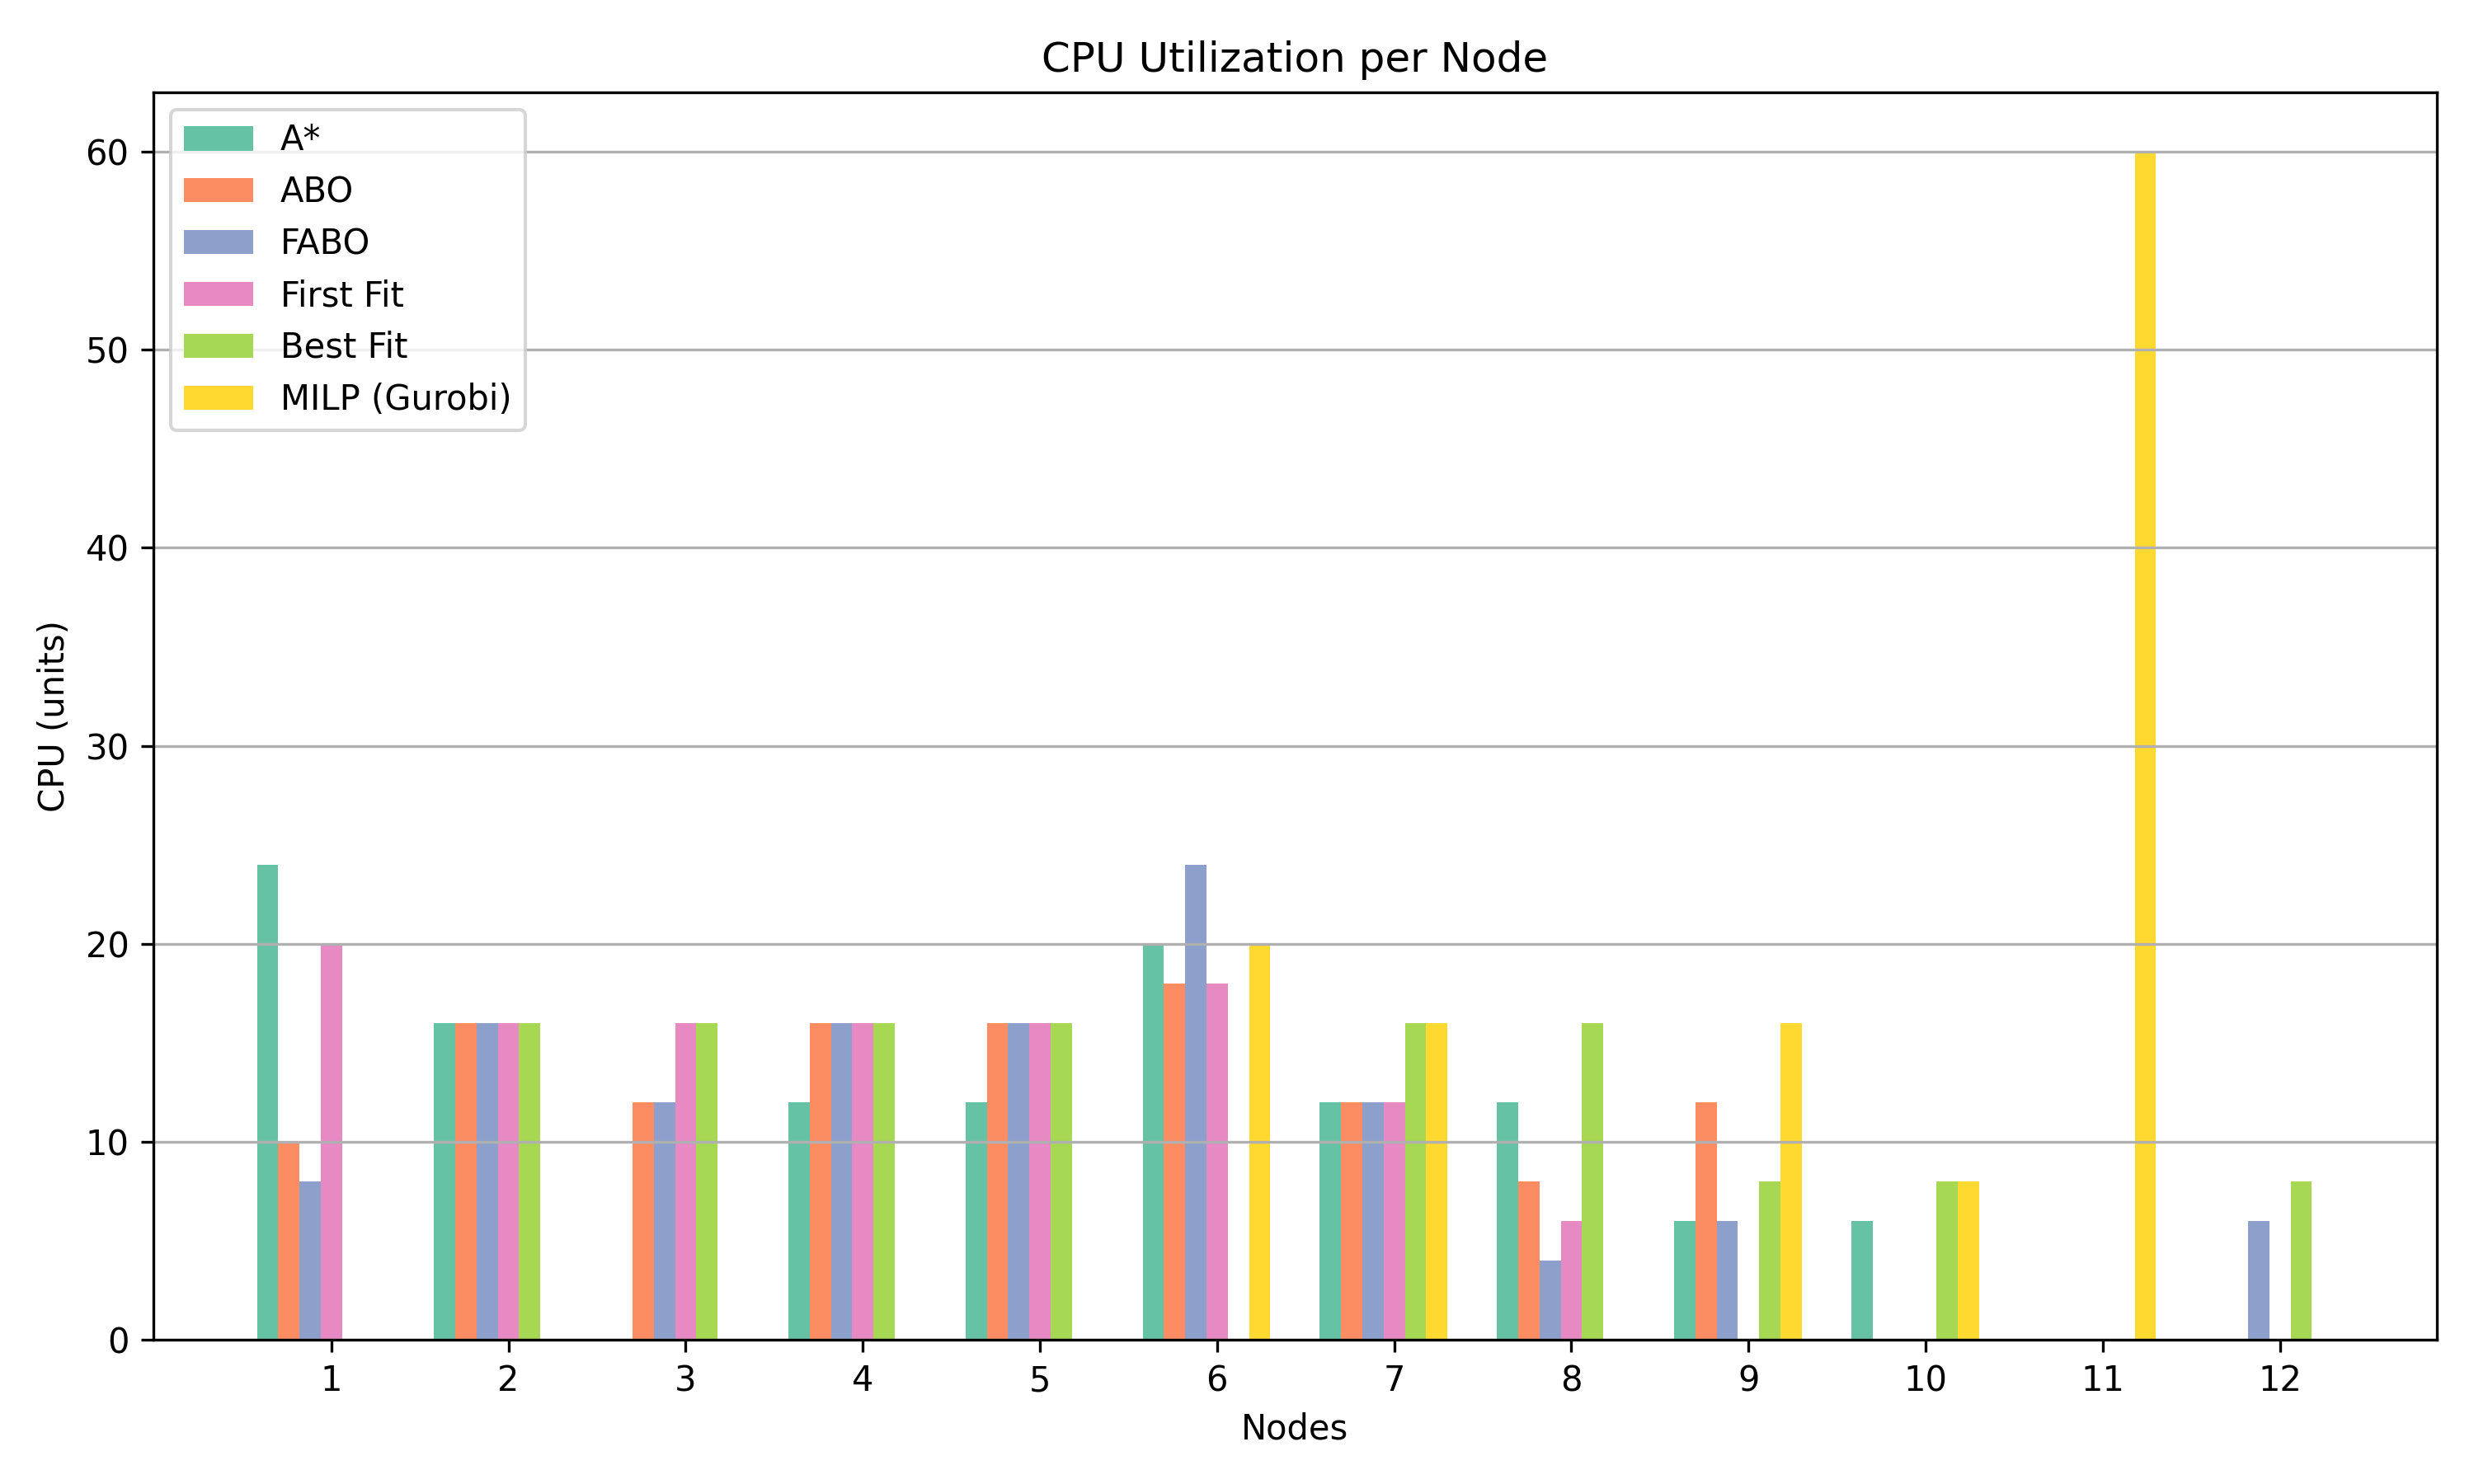 CPU Utilization per Node
A*
ABO
FABO
First Fit
Best Fit
MILP (Gurobi)
60
50
40
30
20
10
0
CPU (units)
1 2 3 4 5 6 7 8 9 10 11 12
Nodes